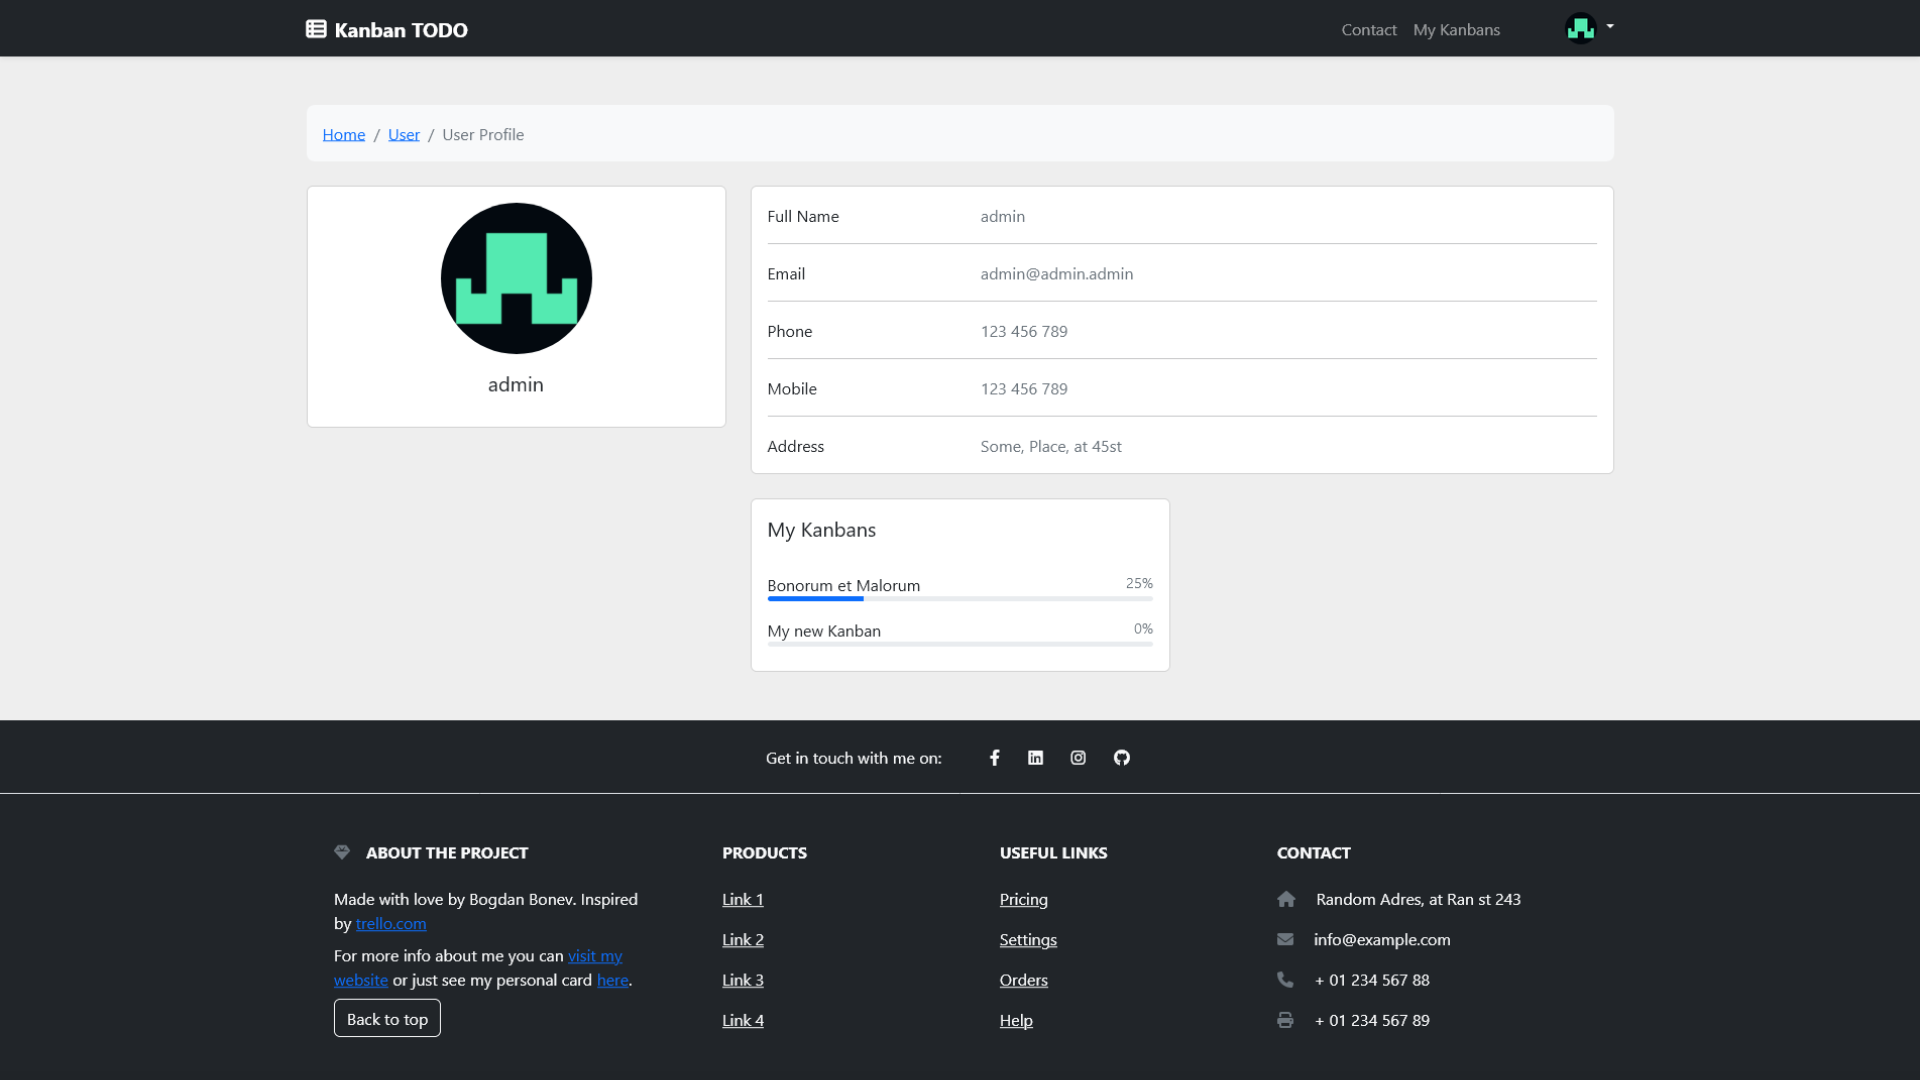 Kanban TODO
Contact
My Kanbans
Home / User / User Profile
admin
Full Name admin
Email admin@admin.admin
Phone 123 456 789
Mobile 123 456 789
Address Some, Place, at 45st
My Kanbans
Bonorum et Malorum 25%
My new Kanban 0%
Get in touch with me on:
ABOUT THE PROJECT
Made with love by Bogdan Bonev. Inspired
by trello.com
For more info about me you can visit my
website or just see my personal card here.
Back to top
PRODUCTS
Link 1
Link 2
Link 3
Link 4
USEFUL LINKS
Pricing
Settings
Orders
Help
CONTACT
Random Adres, at Ran st 243
info@example.com
+ 01 234 567 88
+ 01 234 567 89